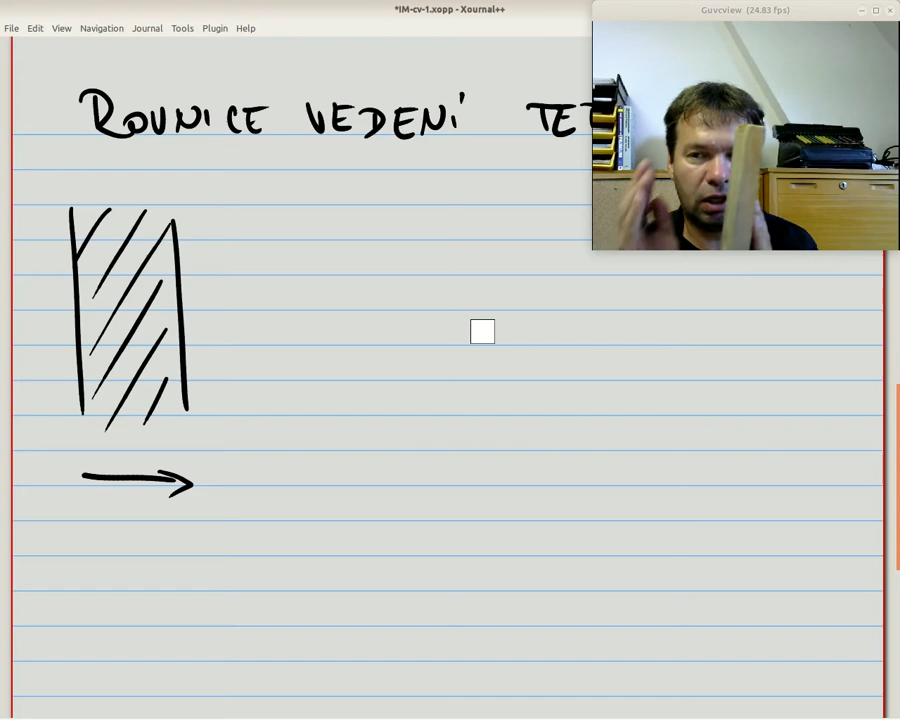 *IM-cv-1.xopp - Xournal++
Guvcview (24.83 fps)
File Edit View Navigation Journal Tools Plugin Help
ROVNICE VEDENÍ